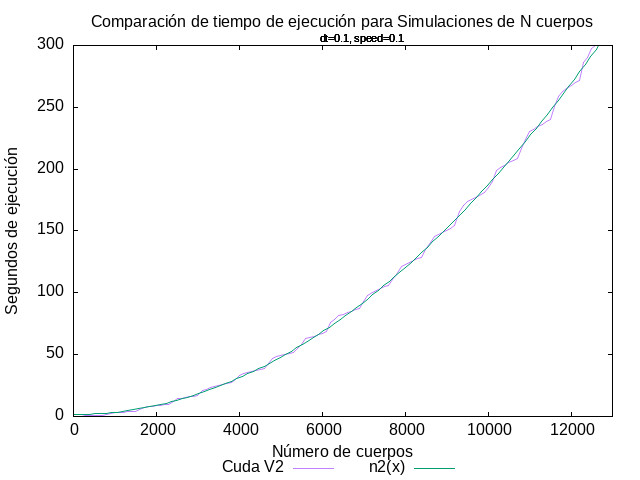 Comparación de tiempo de ejecución para Simulaciones de N cuerpos
dt=0.1, speed=0.1
300
250
200
150
100
50
0
Segundos de ejecución
0 2000 4000 6000 8000 10000 12000
Número de cuerpos
Cuda V2 n2(x)